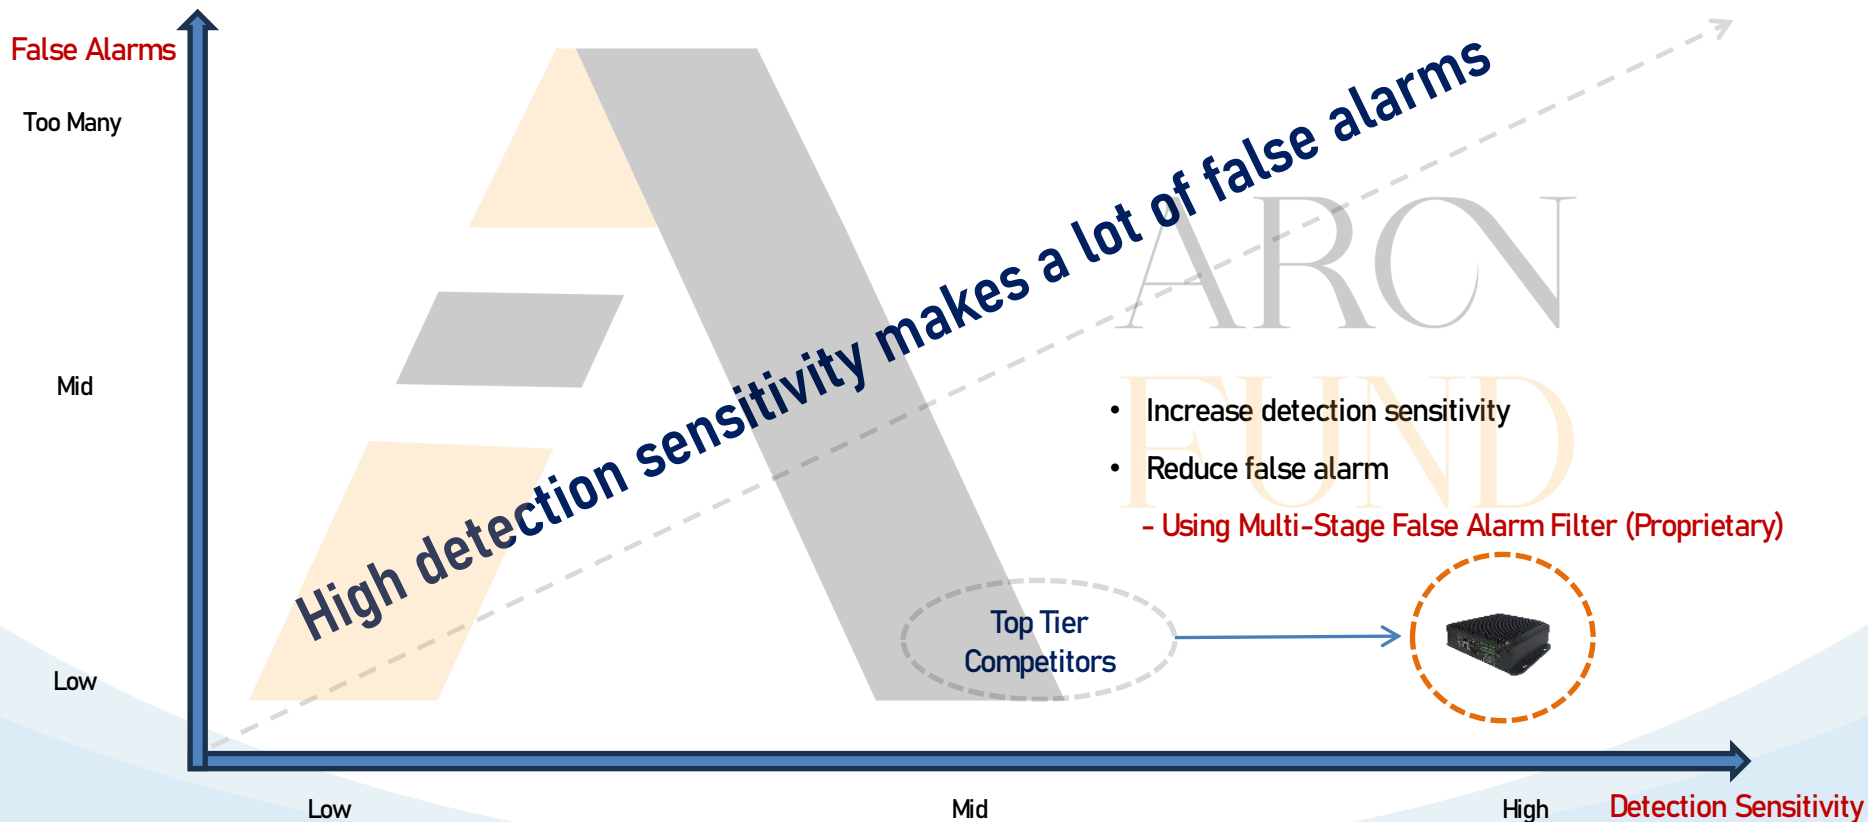 False Alarms
Too Many
Mid
Low
High detection sensitivity makes a lot of false alarms
ARCN
FUND
• Increase detection sensitivity
• Reduce false alarm
- Using Multi-Stage False Alarm Filter (Proprietary)
Top Tier
Competitors
Low
Mid
High
Detection Sensitivity